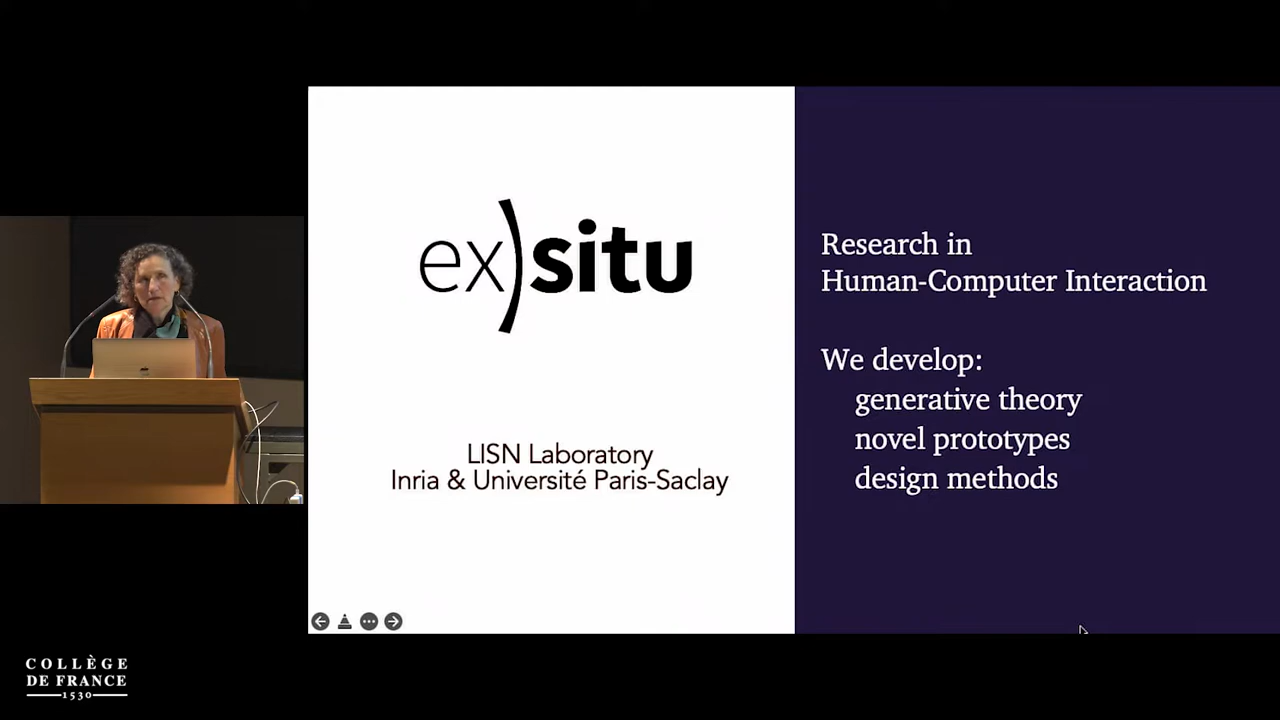 ex)situ
LISN Laboratory
Inria & Université Paris-Saclay
Research in
Human-Computer Interaction
We develop:
generative theory
novel prototypes
design methods
COLLÈGE
DE FRANCE
1530